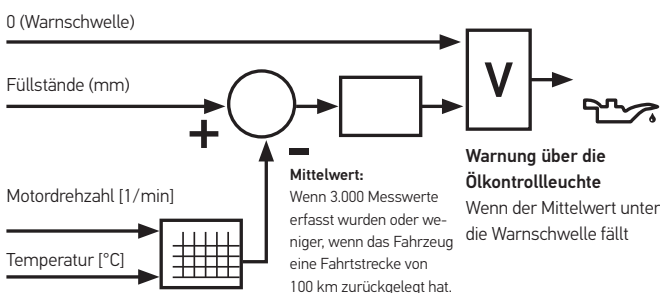 0 (Warnschwelle)
Füllstände (mm)
+
–
V
Motordrehzahl [1/min]
Temperatur [°C]
Mittelwert:
Wenn 3.000 Messwerte
erfasst wurden oder we-
niger, wenn das Fahrzeug
eine Fahrtstrecke von
100 km zurückgelegt hat.
Warnung über die
Ölkontrollleuchte
Wenn der Mittelwert unter
die Warnschwelle fällt